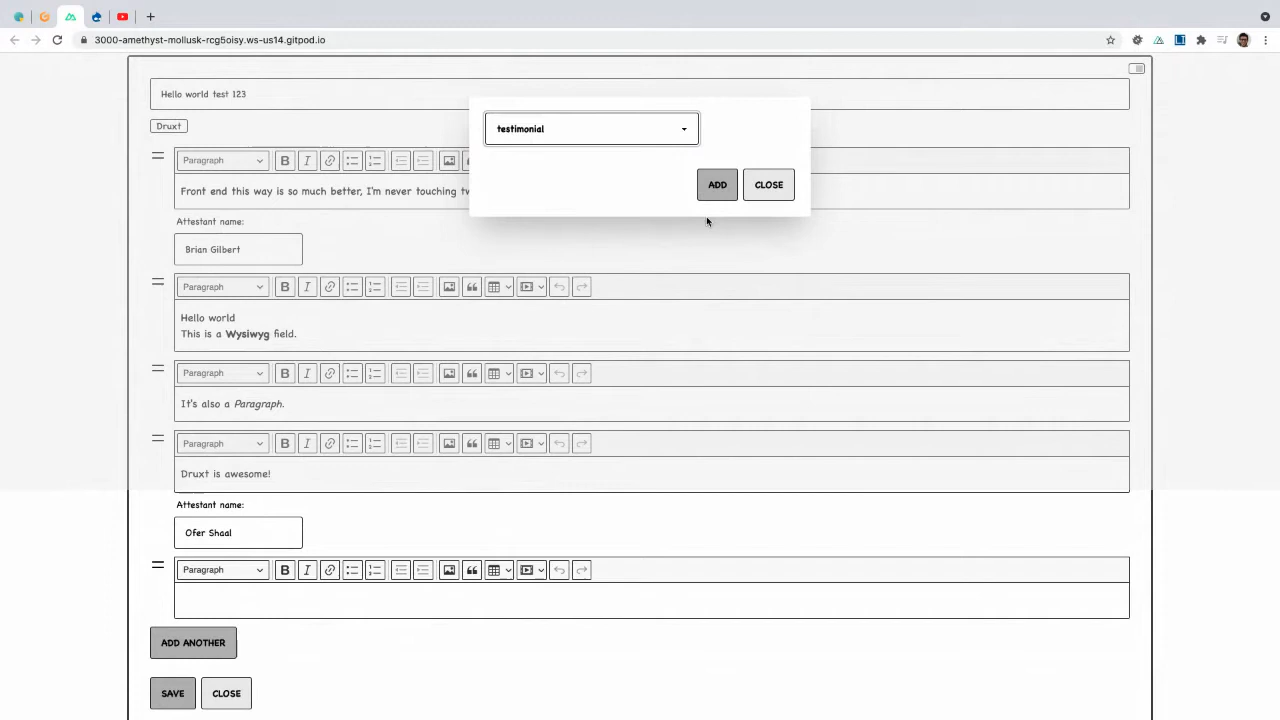 3000-amethyst-mollusk-rcg5oisy.ws-us14.gitpod.io
Hello world test 123
testimonial
ADD
CLOSE
Druxt
Paragraph B I
Front end this way is so much better, I'm never touching
Attestant name:
Brian Gilbert
Paragraph B I
Hello world
This is a Wysiwyg field.
Paragraph B I
It's also a Paragraph.
Paragraph B I
Druxt is awesome!
Attestant name:
Ofer Shaal
Paragraph B I
ADD ANOTHER
SAVE
CLOSE